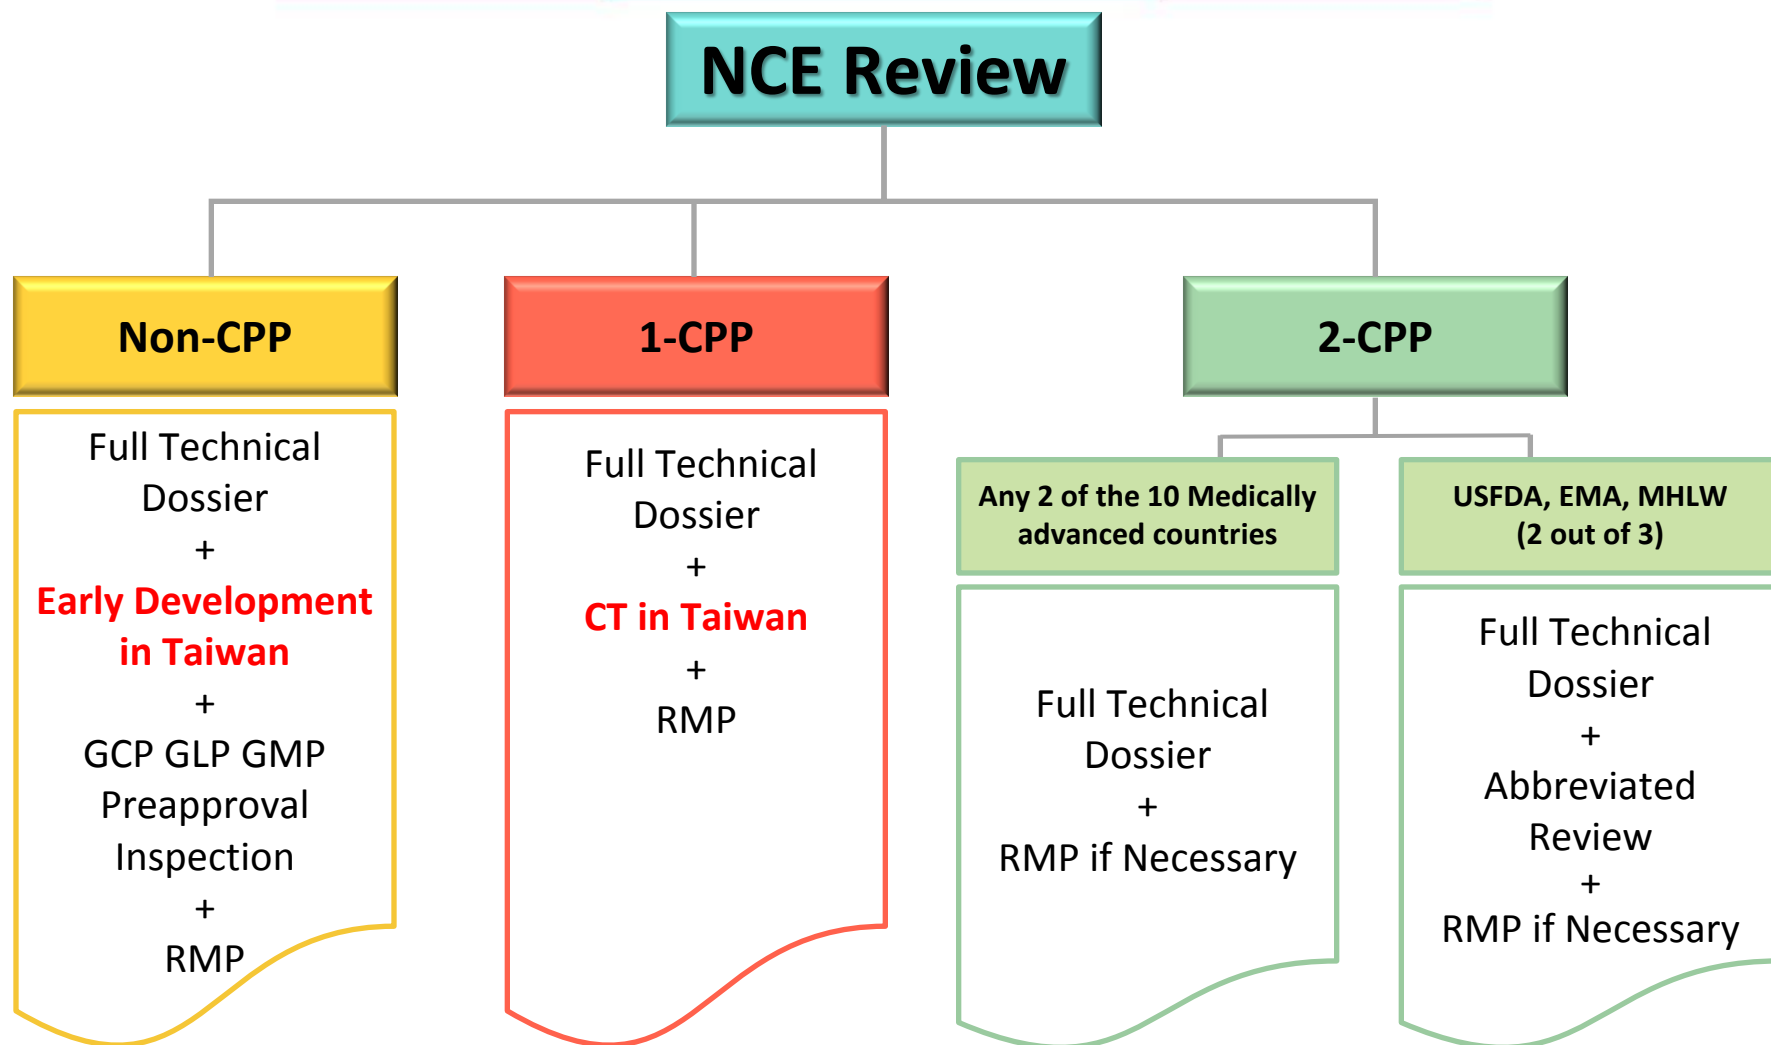 NCE Review
Non-CPP
Full Technical
Dossier
+
Early Development
in Taiwan
+
GCP GLP GMP
Preapproval
Inspection
+
RMP
1-CPP
Full Technical
Dossier
+
CT in Taiwan
+
RMP
2-CPP
Any 2 of the 10 Medically
advanced countries
Full Technical
Dossier
+
RMP if Necessary
USFDA, EMA, MHLW
(2 out of 3)
Full Technical
Dossier
+
Abbreviated
Review
+
RMP if Necessary